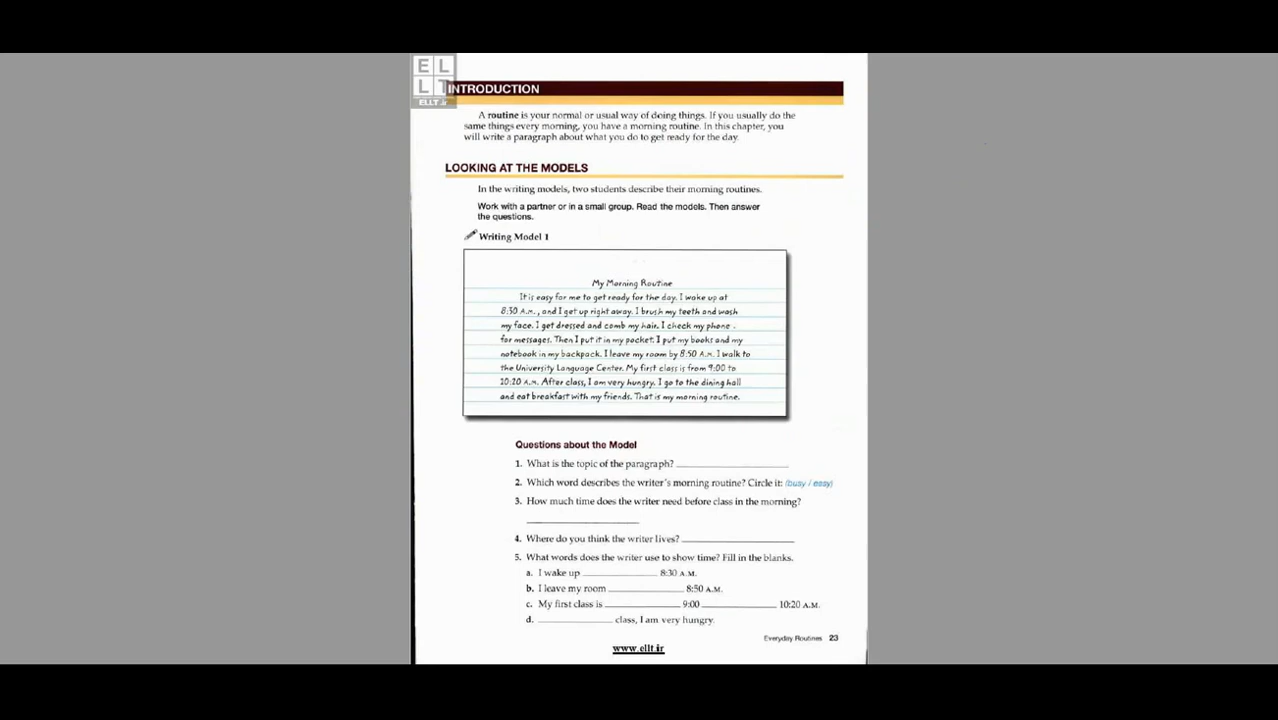 E L
L T
ELLT.ir
INTRODUCTION
A routine is your normal or usual way of doing things. If you usually do the
same things every morning, you have a morning routine. In this chapter, you
will write a paragraph about what you do to get ready for the day.
LOOKING AT THE MODELS
In the writing models, two students describe their morning routines.
Work with a partner or in a small group. Read the models. Then answer
the questions.
Writing Model 1
My Morning Routine
It is easy for me to get ready for the day. I wake up at
8:30 A.M., and I get up right away. I brush my teeth and wash
my face. I get dressed and comb my hair. I check my phone
for messages. Then I put it in my pocket. I put my books and my
notebook in my backpack. I leave my room by 8:50 A.M. I walk to
the University Language Center. My first class is from 9:00 to
10:20 A.M. After class, I am very hungry. I go to the dining hall
and eat breakfast with my friends. That is my morning routine.
Questions about the Model
1. What is the topic of the paragraph?
2. Which word describes the writer's morning routine? Circle it: (busy / easy)
3. How much time does the writer need before class in the morning?
4. Where do you think the writer lives?
5. What words does the writer use to show time? Fill in the blanks.
a. I wake up 8:30 A.M.
b. I leave my room 8:50 A.M.
c. My first class is 9:00 10:20 A.M.
d. class, I am very hungry.
Everyday Routines 23
www.ellt.ir